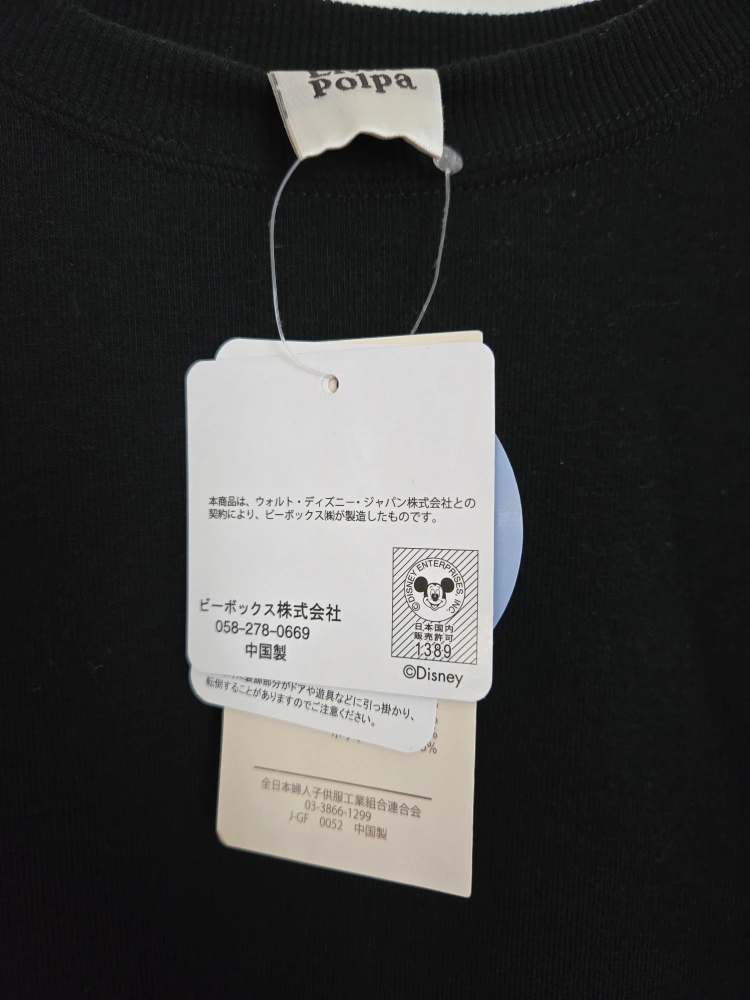 Polpa
本商品は、ウォルト・ディズニー・ジャパン株式会社との
契約により、ビーボックス㈱が製造したものです。
©DISNEY ENTERPRISES, INC.
日本国内
販売許可
1389
©Disney
ビーボックス株式会社
058-278-0669
中国製
装飾部分がドアや遊具などに引っ掛かり、
転倒することがありますのでご注意ください。
%
全日本婦人子供服工業組合連合会
03-3866-1299
J-GF 0052 中国製